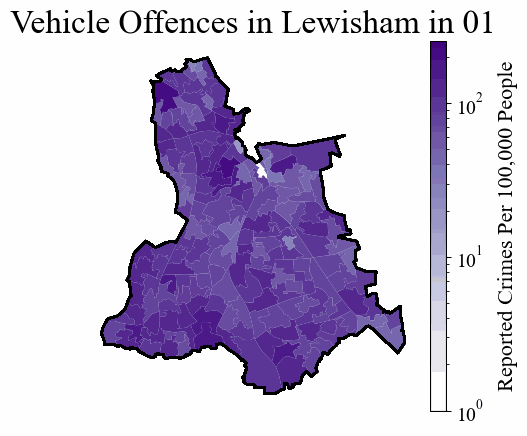 Vehicle Offences in Lewisham in 01
10²
10¹
10⁰
Reported Crimes Per 100,000 People